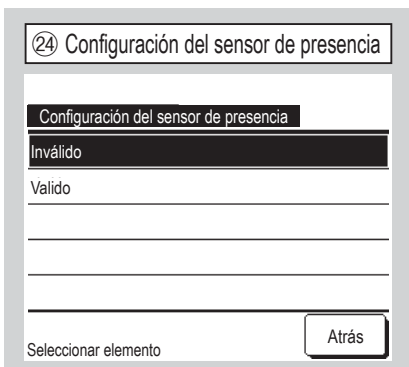 ㉔ Configuración del sensor de presencia
Configuración del sensor de presencia
Inválido
Valido
Seleccionar elemento
Atrás